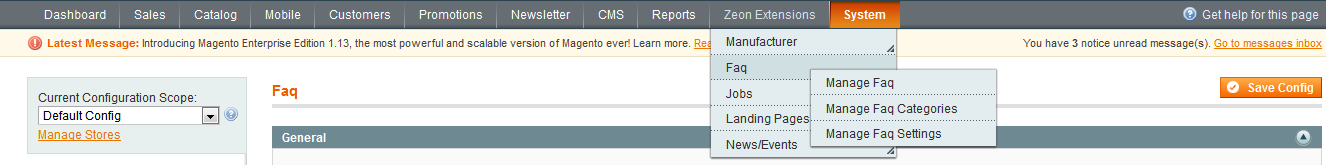 Dashboard Sales Catalog Mobile Customers Promotions Newsletter CMS Reports Zeon Extensions System Get help for this page
Latest Message: Introducing Magento Enterprise Edition 1.13, the most powerful and scalable version of Magento ever! Learn more. You have 3 notice unread message(s). Go to messages inbox
Manufacturer
Faq
Jobs
Landing Pages
News/Events
Manage Faq
Manage Faq Categories
Manage Faq Settings
Current Configuration Scope:
Default Config
Manage Stores
Faq
Save Config
General